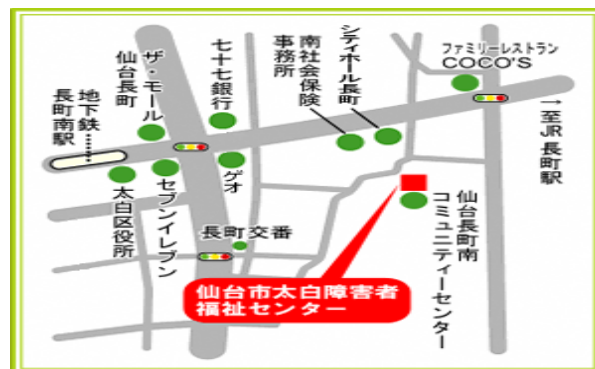 ザ・モール
仙台長町
七十七銀行
南社会保険
事務所
シティホール長町
ファミリーレストラン
COCO'S
地下鉄
長町南駅
→至JR長町駅
太白区役所
セブンイレブン
ゲオ
長町交番
仙台長町南
コミュニティーセンター
仙台市太白障害者
福祉センター